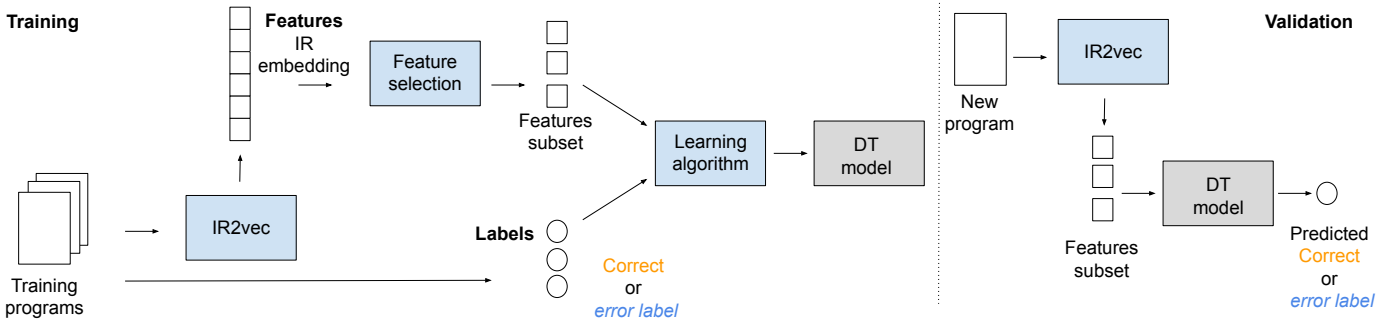 Training
Features
IR
embedding
Feature
selection
Features
subset
Learning
algorithm
DT
model
IR2vec
Training
programs
Labels
Correct
or
error label
Validation
New
program
IR2vec
Features
subset
DT
model
Predicted
Correct
or
error label